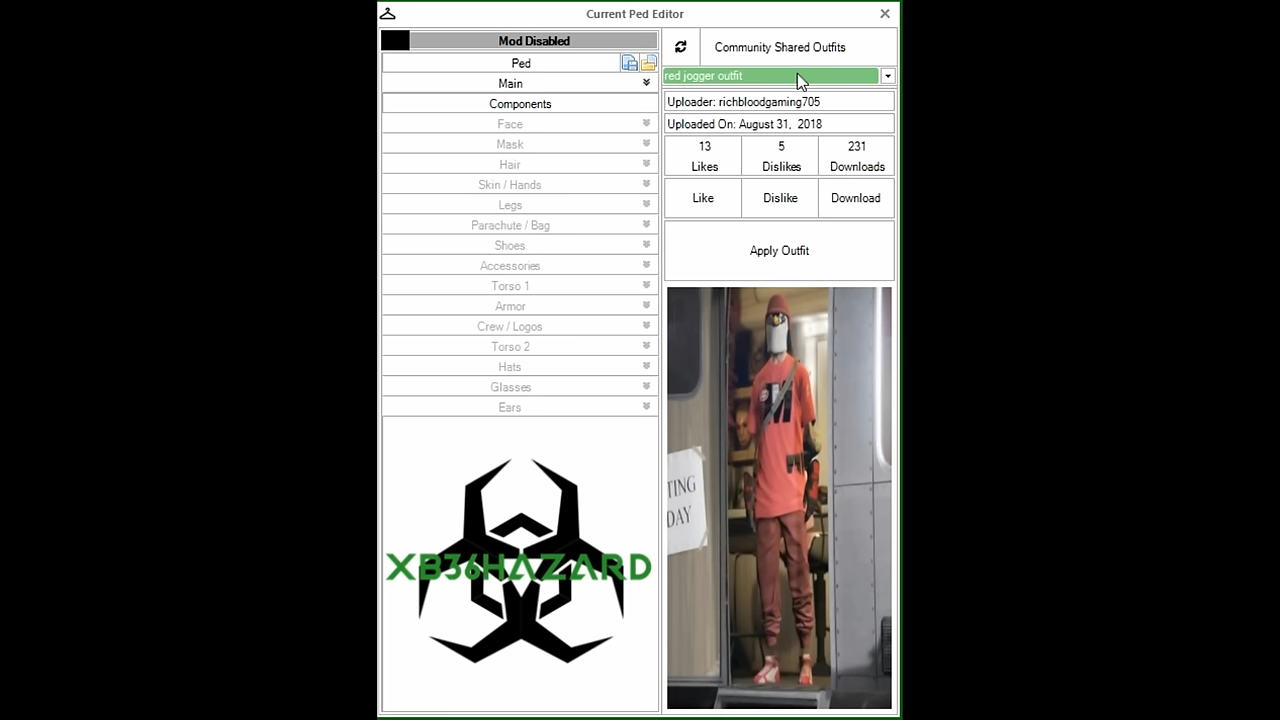 Current Ped Editor
Mod Disabled
Ped
Main
Components
Face
Mask
Hair
Skin / Hands
Legs
Parachute / Bag
Shoes
Accessories
Torso 1
Armor
Crew / Logos
Torso 2
Hats
Glasses
Ears
XB36HAZARD
Community Shared Outfits
red jogger outfit
Uploader: richbloodgaming705
Uploaded On: August 31, 2018
13 5 231
Likes Dislikes Downloads
Like Dislike Download
Apply Outfit
TING
DAY